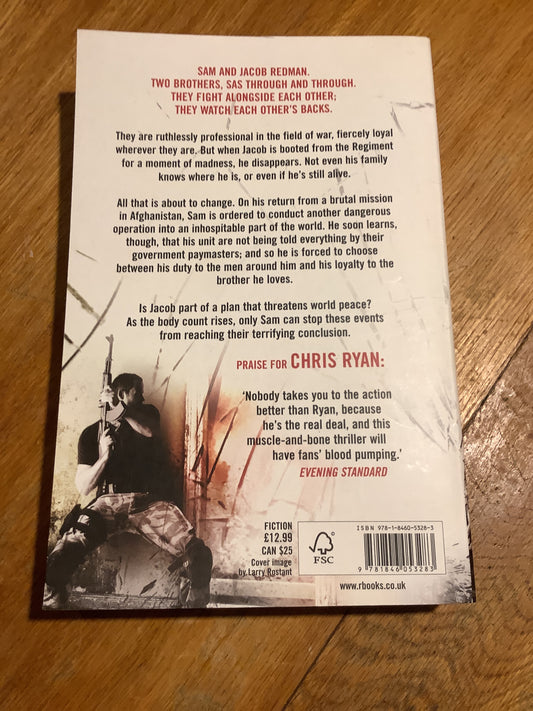 SAM AND JACOB REDMAN.
TWO BROTHERS, SAS THROUGH AND THROUGH.
THEY FIGHT ALONGSIDE EACH OTHER;
THEY WATCH EACH OTHER'S BACKS.
They are ruthlessly professional in the field of war, fiercely loyal
wherever they are. But when Jacob is booted from the Regiment
for a moment of madness, he disappears. Not even his family
knows where he is, or even if he's still alive.
All that is about to change. On his return from a brutal mission
in Afghanistan, Sam is ordered to conduct another dangerous
operation into an inhospitable part of the world. He soon learns,
though, that his unit are not being told everything by their
government paymasters; and so he is forced to choose
between his duty to the men around him and his loyalty to the
brother he loves.
Is Jacob part of a plan that threatens world peace?
As the body count rises, only Sam can stop these events
from reaching their terrifying conclusion.
PRAISE FOR CHRIS RYAN:
'Nobody takes you to the action
better than Ryan, because
he's the real deal, and this
muscle-and-bone thriller will
have fans' blood pumping.'
EVENING STANDARD
FICTION
£12.99
CAN $25
Cover image
by Larry Rostant
FSC
ISBN 978-1-8460-5328-3
9 781846 053283
www.rbooks.co.uk